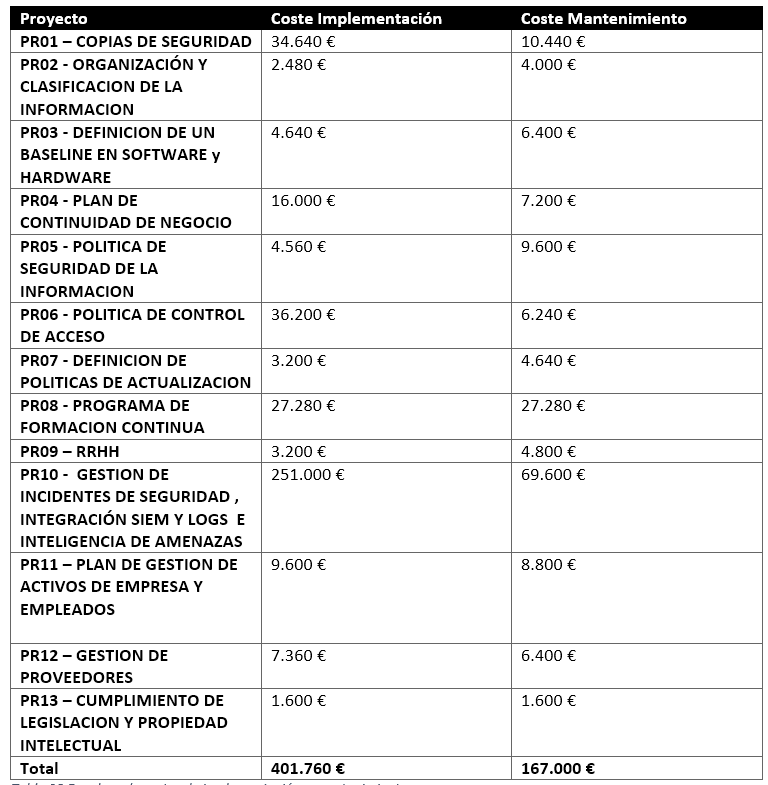 Proyecto Coste Implementación Coste Mantenimiento
PR01 – COPIAS DE SEGURIDAD 34.640 € 10.440 €
PR02 - ORGANIZACIÓN Y 2.480 € 4.000 €
CLASIFICACION DE LA
INFORMACION
PR03 - DEFINICION DE UN 4.640 € 6.400 €
BASELINE EN SOFTWARE y
HARDWARE
PR04 - PLAN DE 16.000 € 7.200 €
CONTINUIDAD DE NEGOCIO
PR05 - POLITICA DE 4.560 € 9.600 €
SEGURIDAD DE LA
INFORMACION
PR06 - POLITICA DE CONTROL 36.200 € 6.240 €
DE ACCESO
PR07 - DEFINICION DE 3.200 € 4.640 €
POLITICAS DE ACTUALIZACION
PR08 - PROGRAMA DE 27.280 € 27.280 €
FORMACION CONTINUA
PR09 – RRHH 3.200 € 4.800 €
PR10 -  GESTION DE 251.000 € 69.600 €
INCIDENTES DE SEGURIDAD ,
INTEGRACIÓN SIEM Y LOGS  E
INTELIGENCIA DE AMENAZAS
PR11 – PLAN DE GESTION DE 9.600 € 8.800 €
ACTIVOS DE EMPRESA Y
EMPLEADOS
PR12 – GESTION DE 7.360 € 6.400 €
PROVEEDORES
PR13 – CUMPLIMIENTO DE 1.600 € 1.600 €
LEGISLACION Y PROPIEDAD
INTELECTUAL
Total 401.760 € 167.000 €